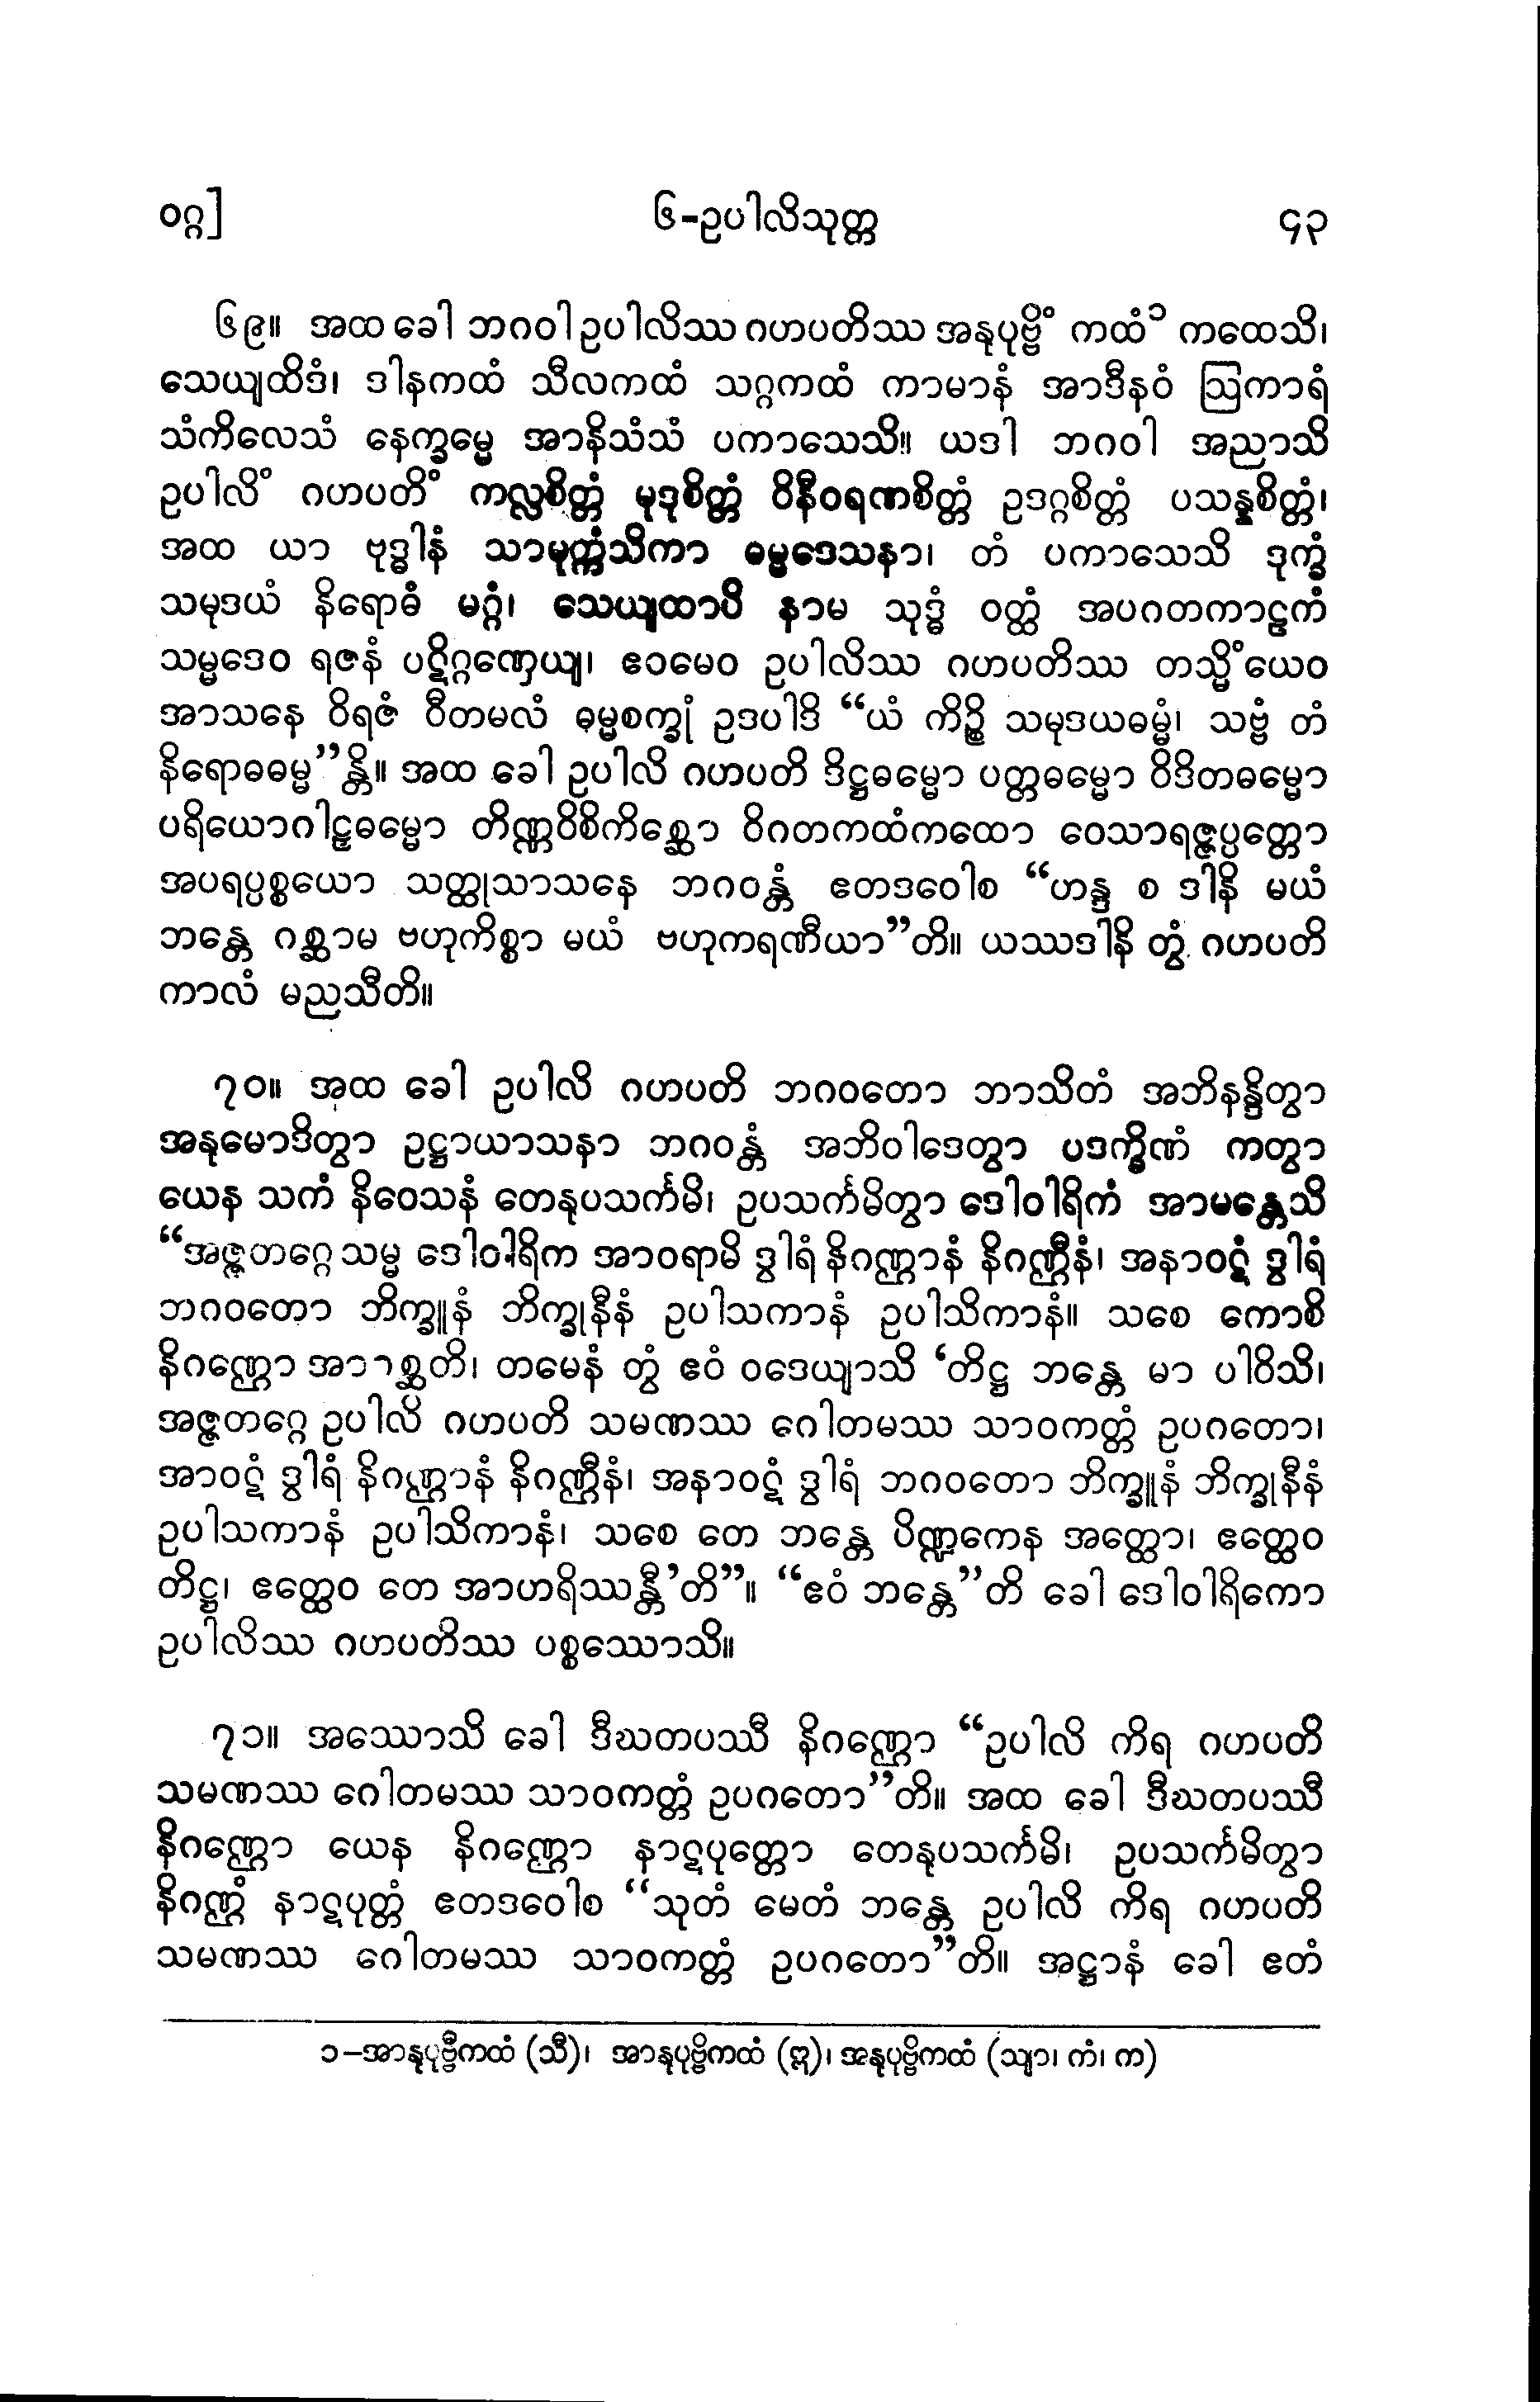 ဝဂ္ဂ] ၆-ဥပါလိသုတ္တ ၄၃
၆၉။ အထ ခေါ ဘဂဝါ ဥပါလိဿ ဂဟပတိဿ အနုပုဗ္ဗိံ ကထံ၁ ကထေသိ၊
သေယျထိဒံ၊ ဒါနကထံ သီလကထံ သဂ္ဂကထံ ကာမာနံ အာဒီနဝံ ဩကာရံ
သံကိလေသံ နေက္ခမ္မေ အာနိသံသံ ပကာသေသိ။ ယဒါ ဘဂဝါ အညာသိ
ဥပါလိံ ဂဟပတိံ ကလ္လစိတ္တံ မုဒုစိတ္တံ ဝိနီဝရဏစိတ္တံ ဥဒဂ္ဂစိတ္တံ ပသန္နစိတ္တံ၊
အထ ယာ ဗုဒ္ဓါနံ သာမုက္ကံသိကာ ဓမ္မဒေသနာ၊ တံ ပကာသေသိ ဒုက္ခံ
သမုဒယံ နိရောဓံ မဂ္ဂံ၊ သေယျထာပိ နာမ သုဒ္ဓံ ဝတ္ထံ အပဂတကာဠကံ
သမ္မဒေဝ ရဇနံ ပဋိဂ္ဂဏှေယျ၊ ဧဝမေဝ ဥပါလိဿ ဂဟပတိဿ တသ္မိံယေဝ
အာသနေ ဝိရဇံ ဝီတမလံ ဓမ္မစက္ခုံ ဥဒပါဒိ “ယံ ကိဉ္စိ သမုဒယဓမ္မံ၊ သဗ္ဗံ တံ
နိရောဓဓမ္မ”န္တိ။ အထ ခေါ ဥပါလိ ဂဟပတိ ဒိဋ္ဌဓမ္မော ပတ္တဓမ္မော ဝိဒိတဓမ္မော
ပရိယောဂါဠှဓမ္မော တိဏ္ဏဝိစိကိစ္ဆော ဝိဂတကထံကထော ဝေသာရဇ္ဇပ္ပတ္တော
အပရပ္ပစ္စယော သတ္ထုသာသနေ ဘဂဝန္တံ ဧတဒဝေါစ “ဟန္ဒ စ ဒါနိ မယံ
ဘန္တေ ဂစ္ဆာမ ဗဟုကိစ္စာ မယံ ဗဟုကရဏီယာ”တိ။ ယဿဒါနိ တွံ ဂဟပတိ
ကာလံ မညသီတိ။
၇၀။ အထ ခေါ ဥပါလိ ဂဟပတိ ဘဂဝတော ဘာသိတံ အဘိနန္ဒိတွာ
အနုမောဒိတွာ ဥဋ္ဌာယာသနာ ဘဂဝန္တံ အဘိဝါဒေတွာ ပဒက္ခိဏံ ကတွာ
ယေန သကံ နိဝေသနံ တေနုပသင်္ကမိ၊ ဥပသင်္ကမိတွာ ဒေါဝါရိကံ အာမန္တေသိ
“အဇ္ဇတဂ္ဂေ သမ္မ ဒေါဝါရိက အာဝရာမိ ဒွါရံ နိဂဏ္ဌာနံ နိဂဏ္ဌီနံ၊ အနာဝဋံ ဒွါရံ
ဘဂဝတော ဘိက္ခူနံ ဘိက္ခုနီနံ ဥပါသကာနံ ဥပါသိကာနံ။ သစေ ကောစိ
နိဂဏ္ဌော အာဂစ္ဆတိ၊ တမေနံ တွံ ဧဝံ ဝဒေယျာသိ ‘တိဋ္ဌ ဘန္တေ မာ ပါဝိသိ၊
အဇ္ဇတဂ္ဂေ ဥပါလိ ဂဟပတိ သမဏဿ ဂေါတမဿ သာဝကတ္တံ ဥပဂတော၊
အာဝဋံ ဒွါရံ နိဂဏ္ဌာနံ နိဂဏ္ဌီနံ၊ အနာဝဋံ ဒွါရံ ဘဂဝတော ဘိက္ခူနံ ဘိက္ခုနီနံ
ဥပါသကာနံ ဥပါသိကာနံ၊ သစေ တေ ဘန္တေ ပိဏ္ဍကေန အတ္ထော၊ ဧတ္ထေဝ
တိဋ္ဌ၊ ဧတ္ထေဝ တေ အာဟရိဿန္တီ’တိ”။ “ဧဝံ ဘန္တေ”တိ ခေါ ဒေါဝါရိကော
ဥပါလိဿ ဂဟပတိဿ ပစ္စဿောသိ။
၇၁။ အဿောသိ ခေါ ဒီဃတပဿီ နိဂဏ္ဌော “ဥပါလိ ကိရ ဂဟပတိ
သမဏဿ ဂေါတမဿ သာဝကတ္တံ ဥပဂတော”တိ။ အထ ခေါ ဒီဃတပဿီ
နိဂဏ္ဌော ယေန နိဂဏ္ဌော နာဋပုတ္တော တေနုပသင်္ကမိ၊ ဥပသင်္ကမိတွာ
နိဂဏ္ဌံ နာဋပုတ္တံ ဧတဒဝေါစ “သုတံ မေတံ ဘန္တေ ဥပါလိ ကိရ ဂဟပတိ
သမဏဿ ဂေါတမဿ သာဝကတ္တံ ဥပဂတော”တိ။ အဋ္ဌာနံ ခေါ ဧတံ
၁-အာနုပုဗ္ဗီကထံ (သီ)၊ အာနုပုဗ္ဗိကထံ (ဣ)၊ အနုပုဗ္ဗိကထံ (သျာ၊ ကံ၊ က)